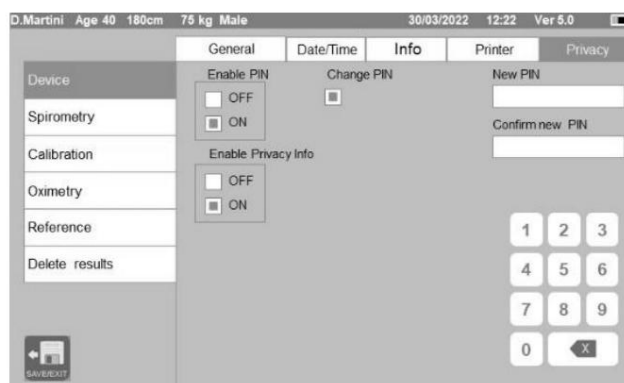 D.Martini Age 40 180cm 75 kg Male 30/03/2022 12:22 Ver 5.0
General Date/Time Info Printer Privacy
Device
Spirometry
Calibration
Oximetry
Reference
Delete results
Enable PIN
OFF
ON
Change PIN
New PIN
Confirm new PIN
Enable Privacy Info
OFF
ON
1 2 3
4 5 6
7 8 9
0 X
SAVE/EXIT